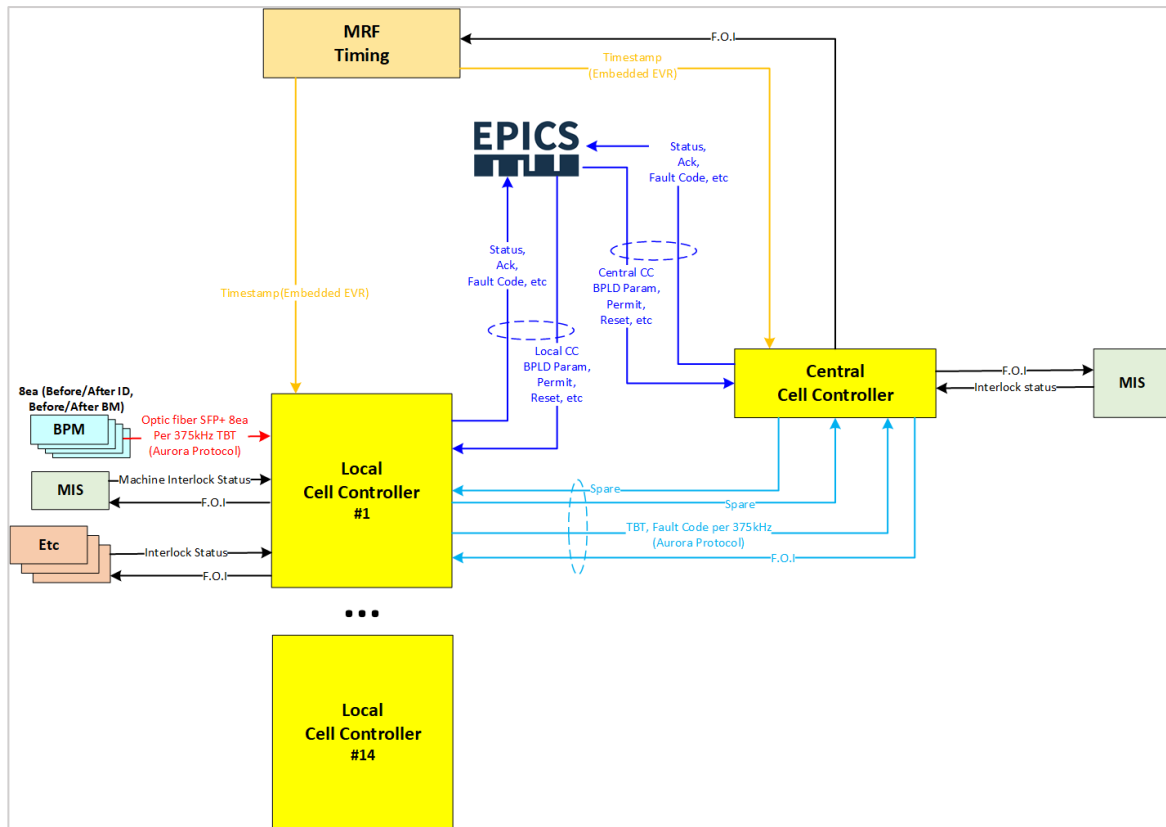 MRF
Timing
F.O.I
Timestamp
(Embedded EVR)
EPICS
Status,
Ack,
Fault Code, etc
Status,
Ack,
Fault Code, etc
Central CC
BPLD Param,
Permit,
Reset, etc
Timestamp(Embedded EVR)
Local CC
BPLD Param,
Permit,
Reset, etc
Central
Cell Controller
F.O.I
Interlock status
MIS
8ea (Before/After ID,
Before/After BM)
BPM
Optic fiber SFP+ 8ea
Per 375kHz TBT
(Aurora Protocol)
MIS
Machine Interlock Status
F.O.I
Etc
Interlock Status
F.O.I
Local
Cell Controller
#1
Spare
Spare
TBT, Fault Code per 375kHz
(Aurora Protocol)
F.O.I
...
Local
Cell Controller
#14